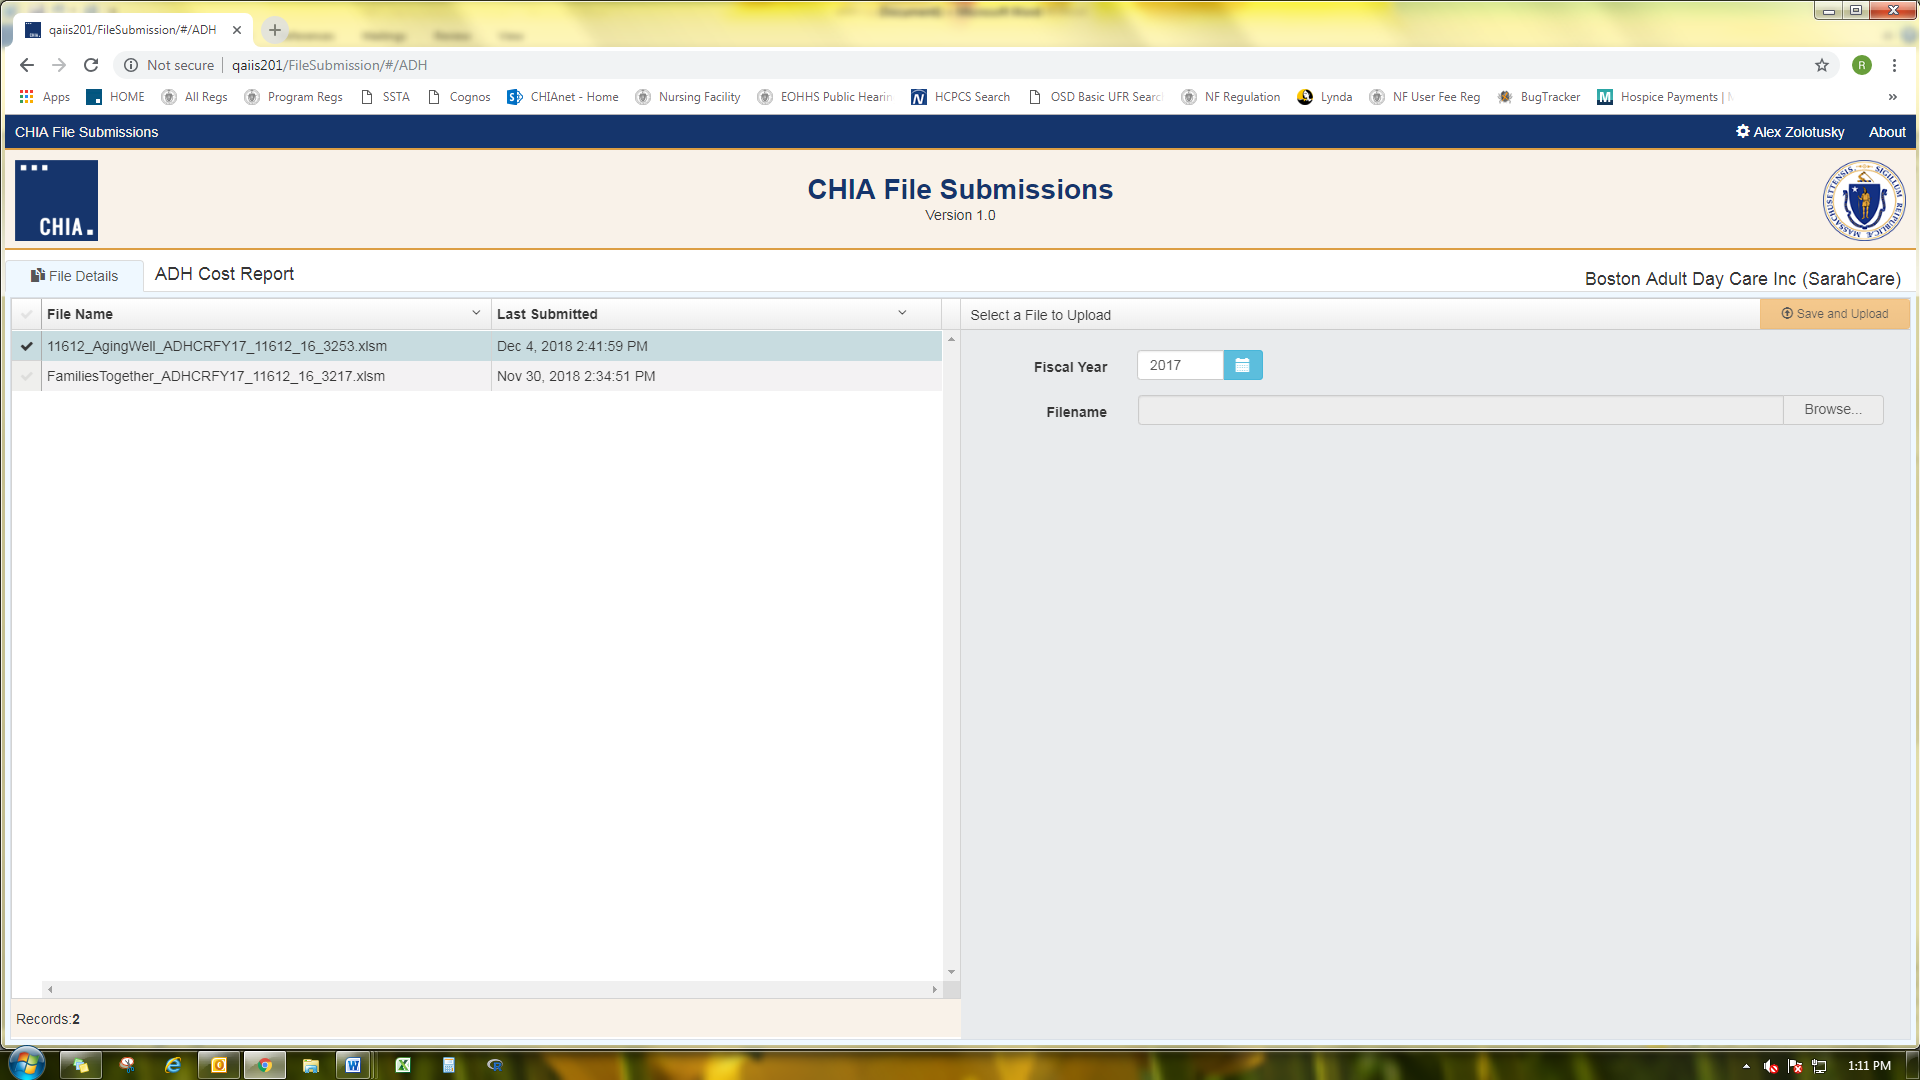 qaiis201/FileSubmission/#/ADH
Not secure qaiis201/FileSubmission/#/ADH
R
Apps HOME All Regs Program Regs SSTA Cognos CHIAnet - Home Nursing Facility EOHHS Public Hearin HCPCS Search OSD Basic UFR Searc NF Regulation Lynda NF User Fee Reg BugTracker Hospice Payments |
CHIA File Submissions Alex Zolotusky About
CHIA.
CHIA File Submissions
Version 1.0
File Details ADH Cost Report
Boston Adult Day Care Inc (SarahCare)
File Name Last Submitted
11612_AgingWell_ADHCRFY17_11612_16_3253.xlsm Dec 4, 2018 2:41:59 PM
FamiliesTogether_ADHCRFY17_11612_16_3217.xlsm Nov 30, 2018 2:34:51 PM
Select a File to Upload Save and Upload
Fiscal Year 2017
Filename Browse...
Records:2
1:11 PM